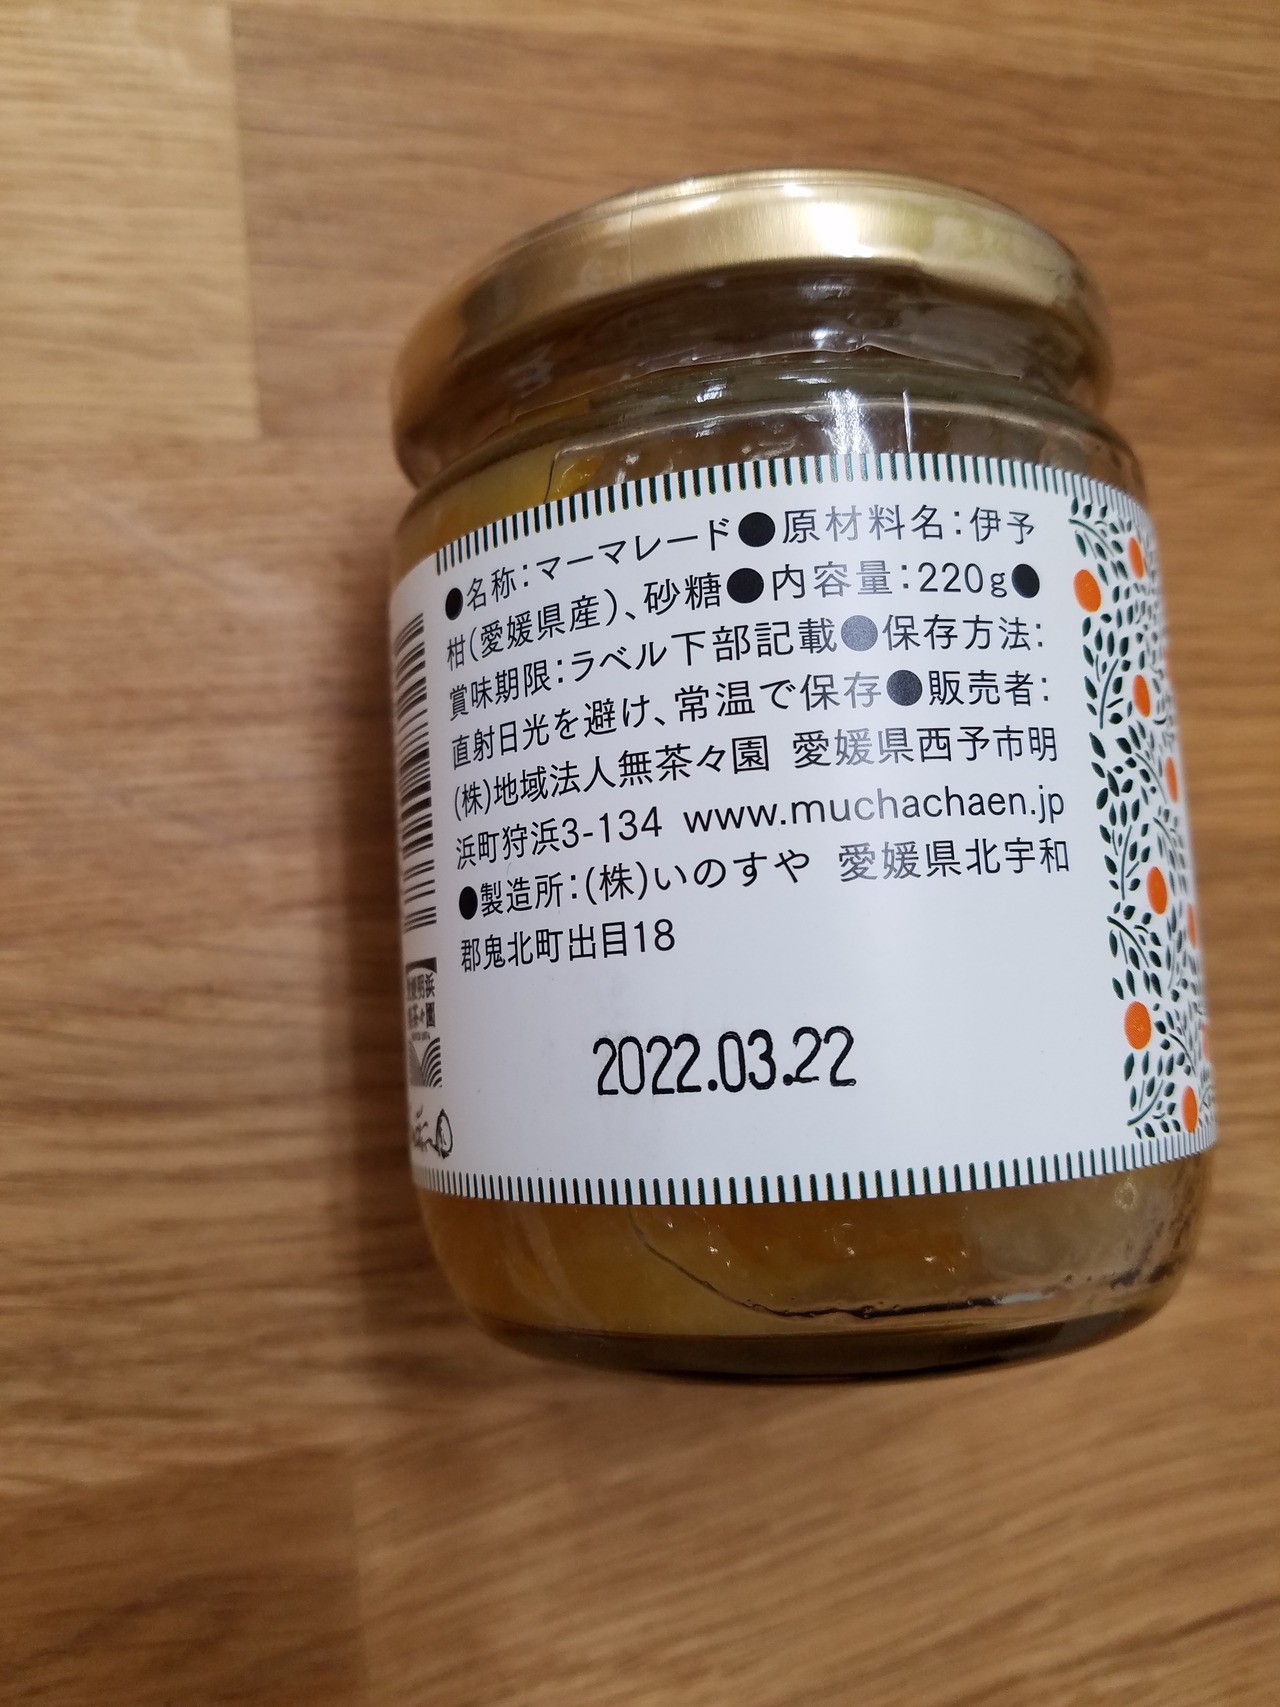 ●名称:マーマレード●原材料名:伊予
柑(愛媛県産)、砂糖●内容量:220g●
賞味期限:ラベル下部記載●保存方法:
直射日光を避け、常温で保存●販売者:
(株)地域法人無茶々園 愛媛県西予市明
浜町狩浜3-134 www.muchachaen.jp
●製造所:(株)いのすや 愛媛県北宇和
郡鬼北町出目18
2022.03.22